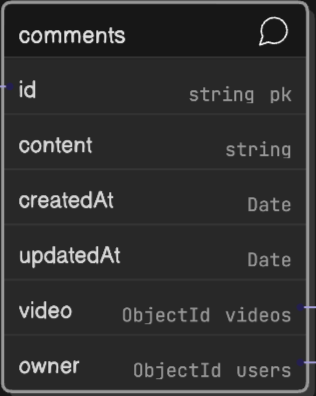 comments
id string pk
content string
createdAt Date
updatedAt Date
video ObjectId videos
owner ObjectId users